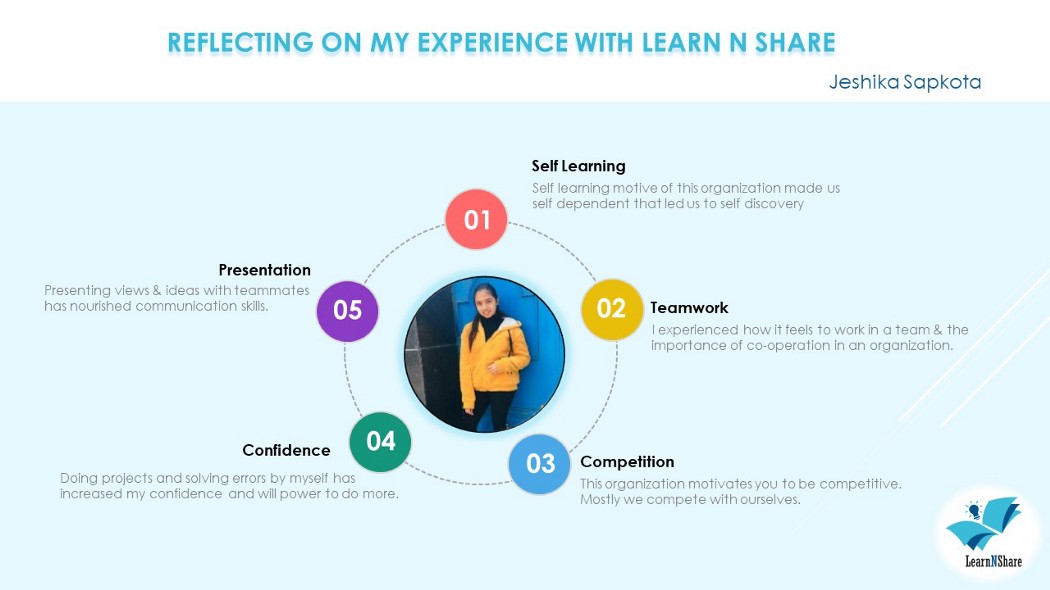 REFLECTING ON MY EXPERIENCE WITH LEARN N SHARE
Jeshika Sapkota
01
Self Learning
Self learning motive of this organization made us
self dependent that led us to self discovery
02
Teamwork
I experienced how it feels to work in a team & the
importance of co-operation in an organization.
03
Competition
This organization motivates you to be competitive.
Mostly we compete with ourselves.
04
Confidence
Doing projects and solving errors by myself has
increased my confidence and will power to do more.
05
Presentation
Presenting views & ideas with teammates
has nourished communication skills.
LearnNShare